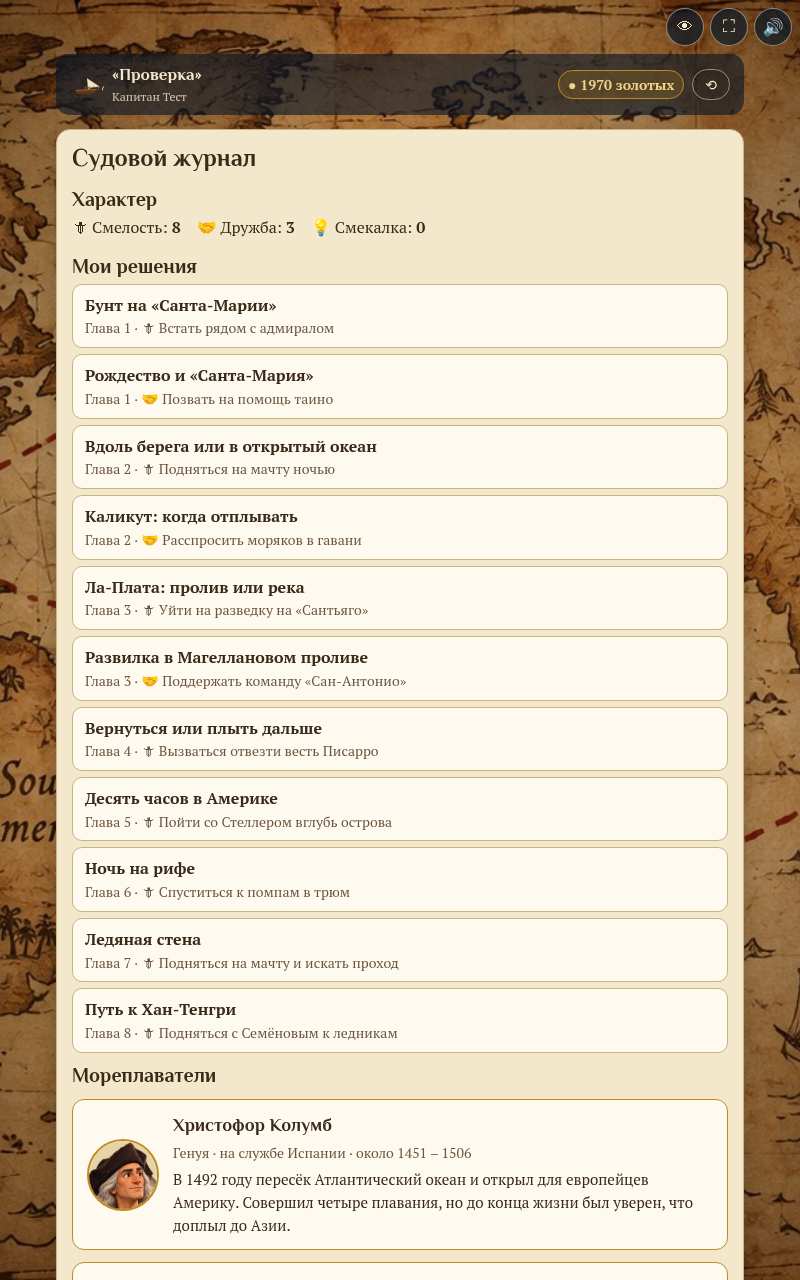 «Проверка»
Капитан Тест
● 1970 золотых
Судовой журнал
Характер
🗡 Смелость: 8 🤝 Дружба: 3 💡 Смекалка: 0
Мои решения
Бунт на «Санта-Марии»
Глава 1 · 🗡 Встать рядом с адмиралом
Рождество и «Санта-Мария»
Глава 1 · 🤝 Позвать на помощь таино
Вдоль берега или в открытый океан
Глава 2 · 🗡 Подняться на мачту ночью
Каликут: когда отплывать
Глава 2 · 🤝 Расспросить моряков в гавани
Ла-Плата: пролив или река
Глава 3 · 🗡 Уйти на разведку на «Сантьяго»
Развилка в Магеллановом проливе
Глава 3 · 🤝 Поддержать команду «Сан-Антонио»
Вернуться или плыть дальше
Глава 4 · 🗡 Вызваться отвезти весть Писарро
Десять часов в Америке
Глава 5 · 🗡 Пойти со Стеллером вглубь острова
Ночь на рифе
Глава 6 · 🗡 Спуститься к помпам в трюм
Ледяная стена
Глава 7 · 🗡 Подняться на мачту и искать проход
Путь к Хан-Тенгри
Глава 8 · 🗡 Подняться с Семёновым к ледникам
Мореплаватели
Христофор Колумб
Генуя · на службе Испании · около 1451 – 1506
В 1492 году пересёк Атлантический океан и открыл для европейцев
Америку. Совершил четыре плавания, но до конца жизни был уверен, что
доплыл до Азии.
Sou
mer